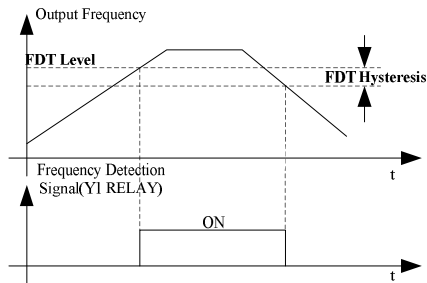 Output Frequency
FDT Level
FDT Hysteresis
t
Frequency Detection
Signal(Y1 RELAY)
ON
t